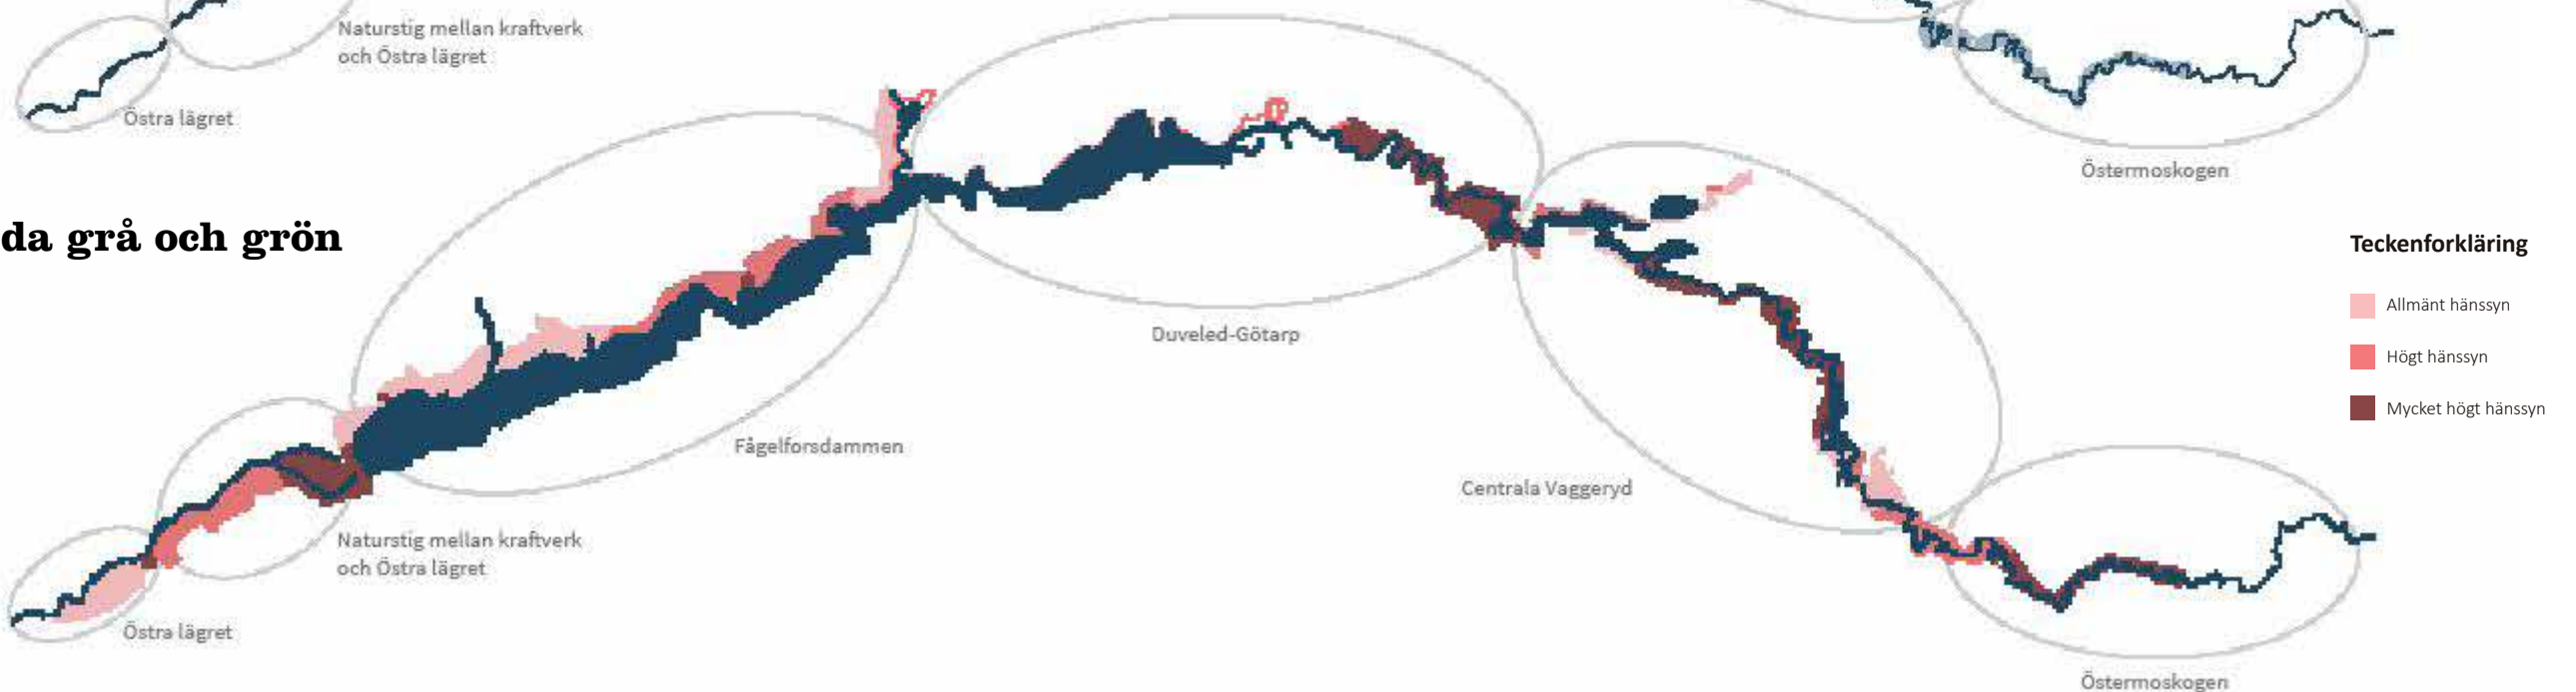 Naturstig mellan kraftverk
och Östra lägret
Östra lägret
Östermoskogen
da grå och grön
Teckenforkläring
Allmänt hänssyn
Högt hänssyn
Mycket högt hänssyn
Duveled-Götarp
Fågelforsdammen
Centrala Vaggeryd
Naturstig mellan kraftverk
och Östra lägret
Östra lägret
Östermoskogen